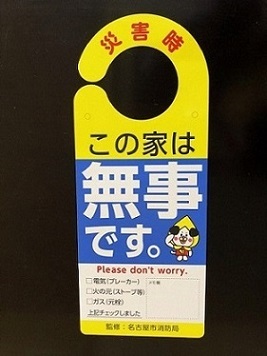 災害時
この家は
無事
です。
Please don't worry.
□電気(ブレーカー)
□火の元(ストーブ等)
□ガス(元栓)
上記チェックしました
監修：名古屋市消防局